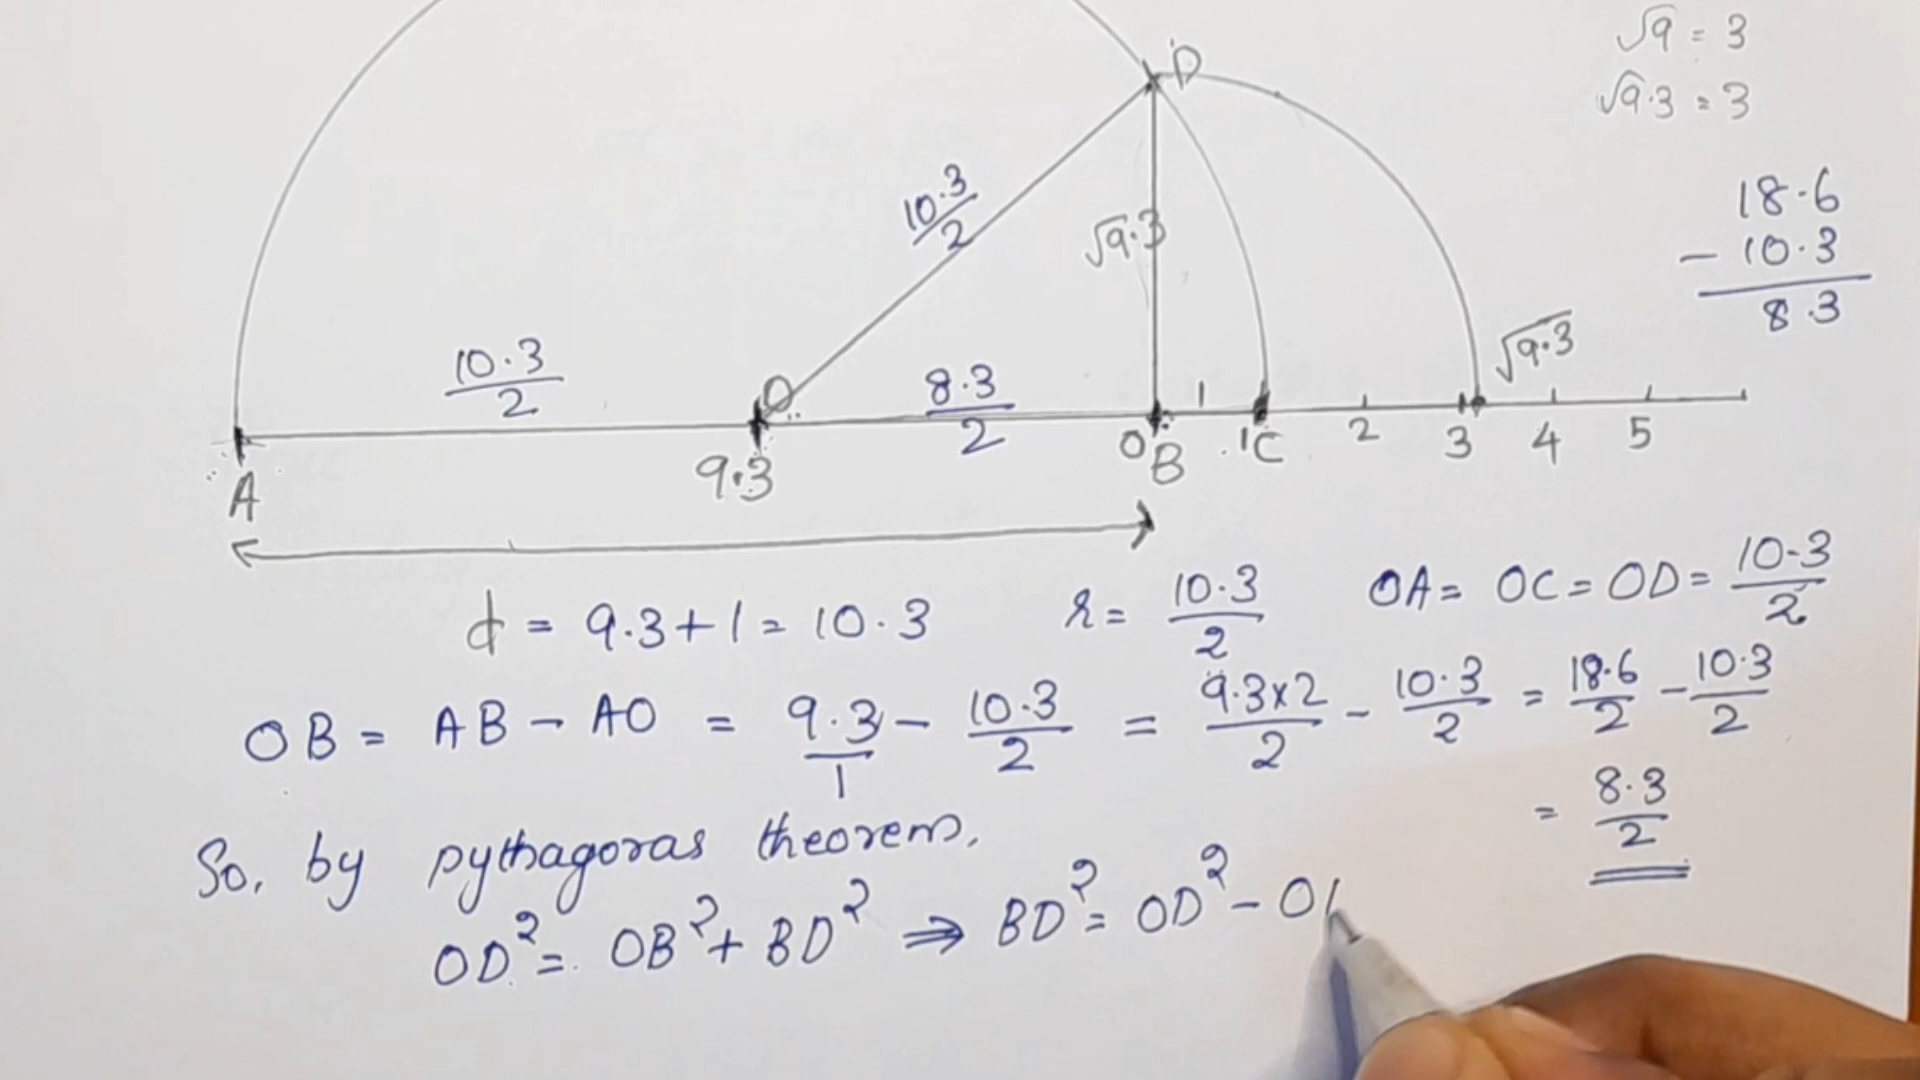 √9 = 3
√9.3 = 3
D
18.6
- 10.3
8.3
10.3/2
√9.3
10.3/2
O
8.3/2
1
√9.3
A
9.3
0 B 1 C 2 3 4 5
d = 9.3 + 1 = 10.3 r = 10.3/2 OA = OC = OD = 10.3/2
OB = AB - AO = 9.3/1 - 10.3/2 = 9.3×2/2 - 10.3/2 = 18.6/2 - 10.3/2
= 8.3/2
So, by pythagoras theorem,
OD² = OB² + BD² ⇒ BD² = OD² - O